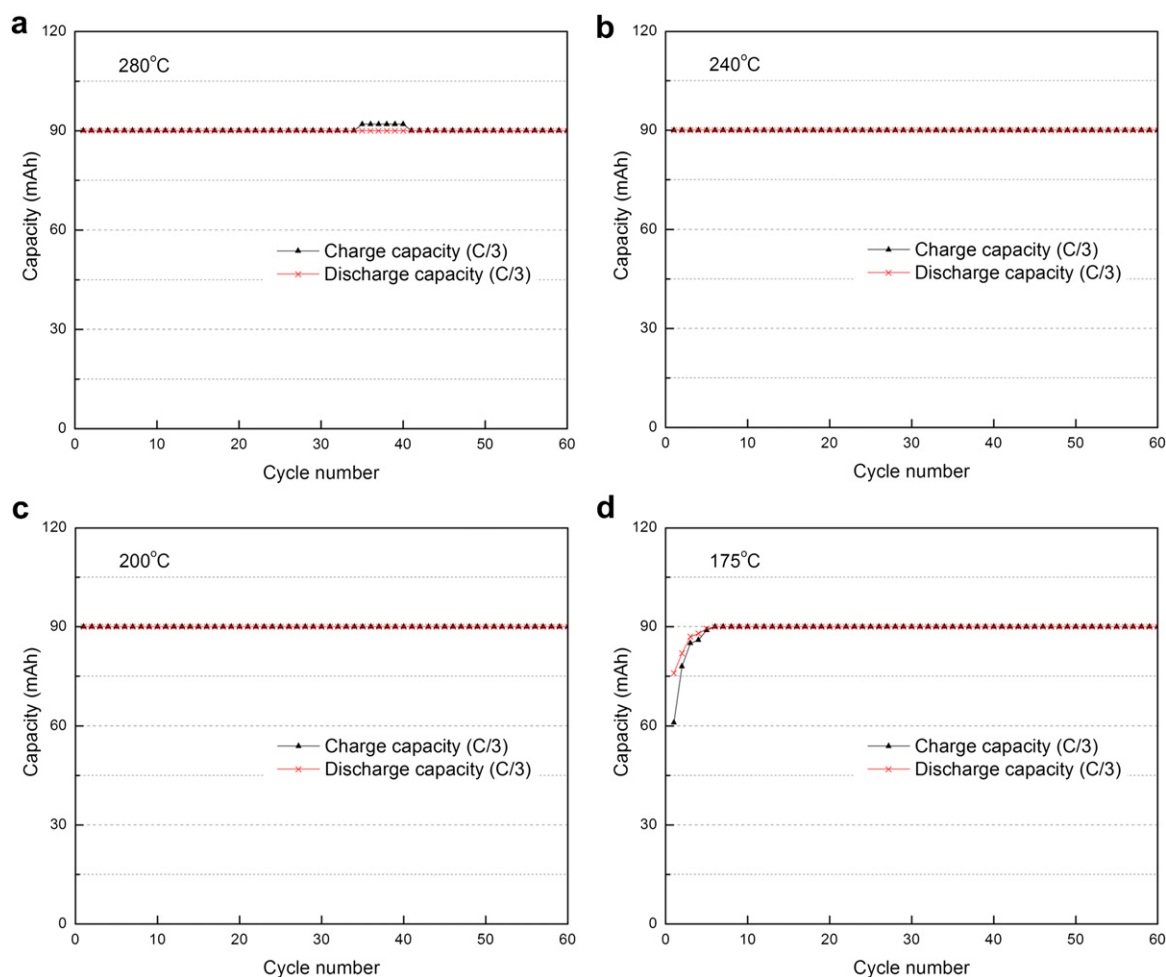 a
120
90
60
30
0
Capacity (mAh)
280°C
Charge capacity (C/3)
Discharge capacity (C/3)
0 10 20 30 40 50 60
Cycle number
b
120
90
60
30
0
Capacity (mAh)
240°C
Charge capacity (C/3)
Discharge capacity (C/3)
0 10 20 30 40 50 60
Cycle number
c
120
90
60
30
0
Capacity (mAh)
200°C
Charge capacity (C/3)
Discharge capacity (C/3)
0 10 20 30 40 50 60
Cycle number
d
120
90
60
30
0
Capacity (mAh)
175°C
Charge capacity (C/3)
Discharge capacity (C/3)
0 10 20 30 40 50 60
Cycle number